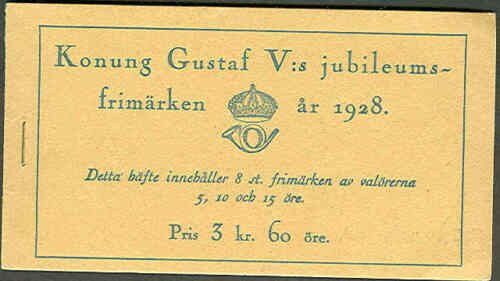 Konung Gustaf V:s jubileums-
frimärken år 1928.
Detta häfte innehåller 8 st. frimärken av valörerna
5, 10 och 15 öre.
Pris 3 kr. 60 öre.